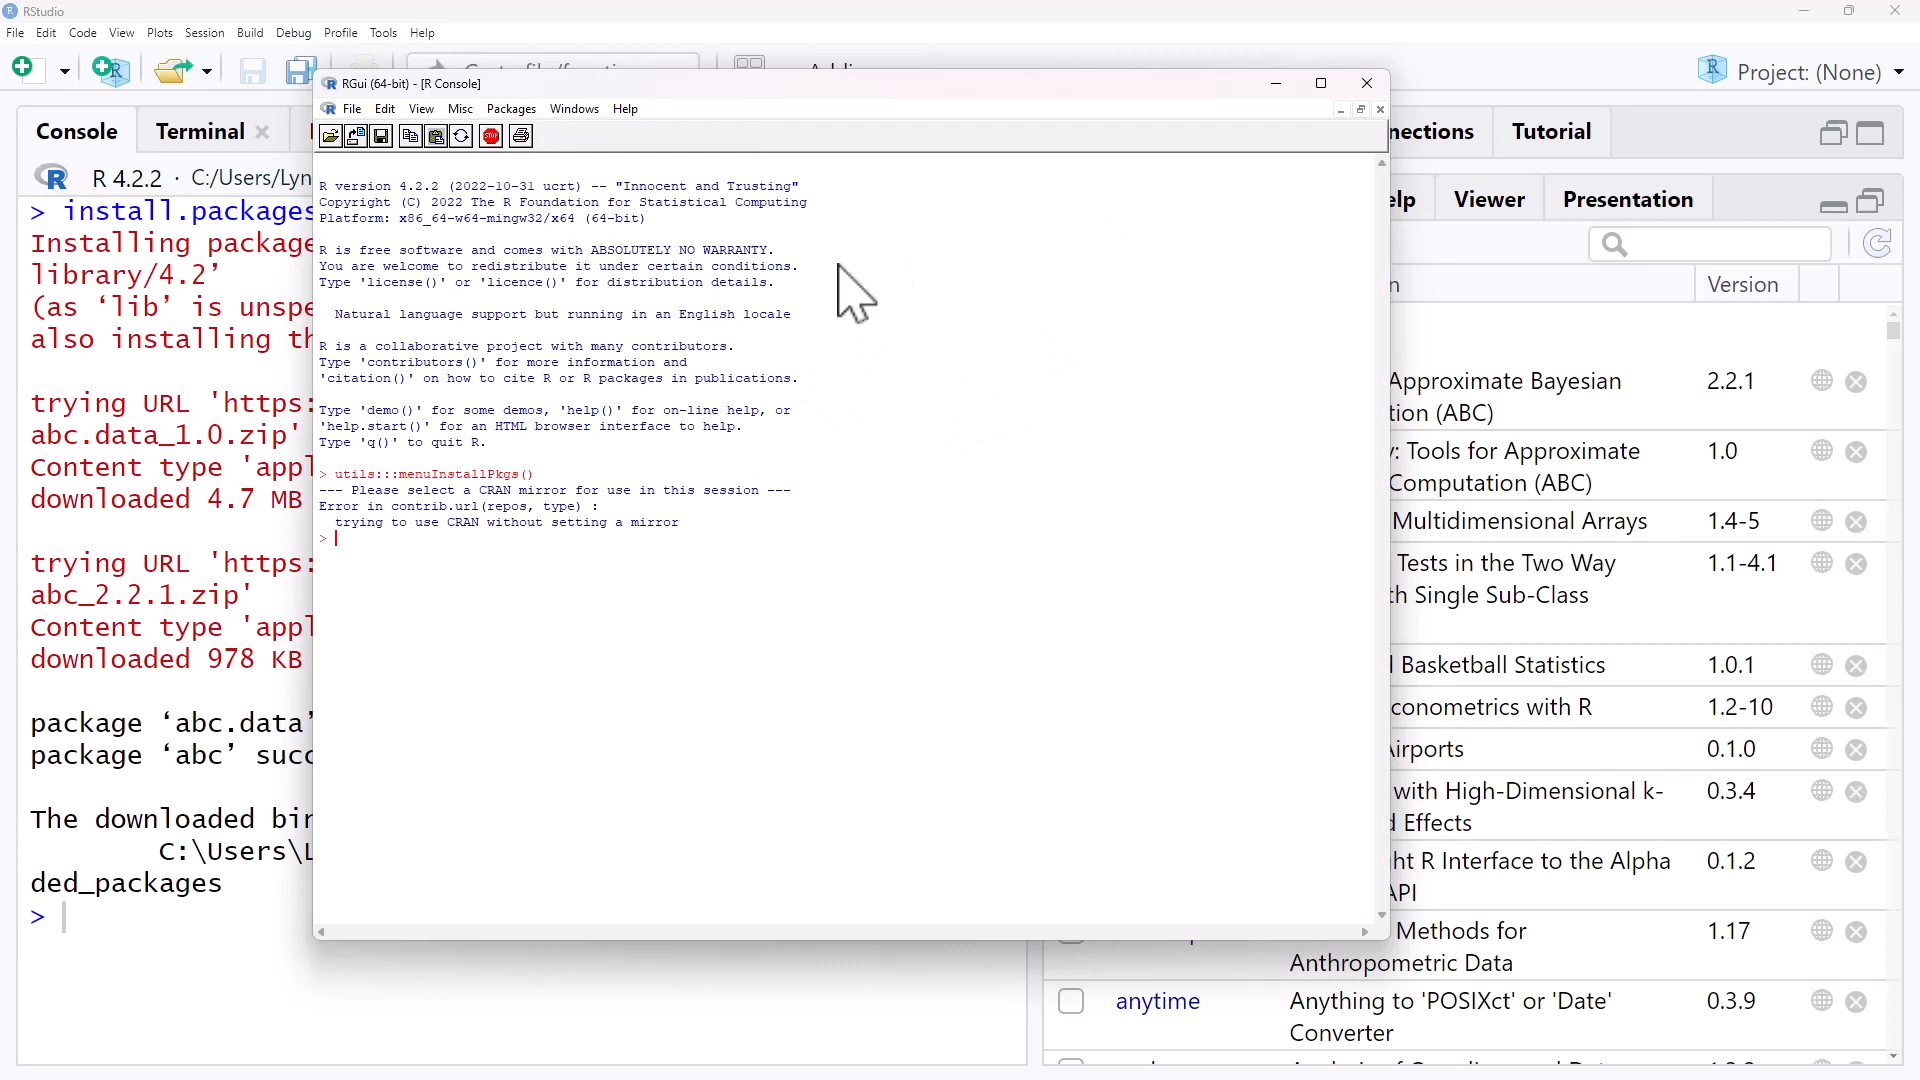 RStudio
File Edit Code View Plots Session Build Debug Profile Tools Help
Project: (None)
RGui (64-bit) - [R Console]
File Edit View Misc Packages Windows Help
STOP
R version 4.2.2 (2022-10-31 ucrt) -- "Innocent and Trusting"
Copyright (C) 2022 The R Foundation for Statistical Computing
Platform: x86_64-w64-mingw32/x64 (64-bit)
R is free software and comes with ABSOLUTELY NO WARRANTY.
You are welcome to redistribute it under certain conditions.
Type 'license()' or 'licence()' for distribution details.
Natural language support but running in an English locale
R is a collaborative project with many contributors.
Type 'contributors()' for more information and
'citation()' on how to cite R or R packages in publications.
Type 'demo()' for some demos, 'help()' for on-line help, or
'help.start()' for an HTML browser interface to help.
Type 'q()' to quit R.
> utils:::menuInstallPkgs()
--- Please select a CRAN mirror for use in this session ---
Error in contrib.url(repos, type) :
trying to use CRAN without setting a mirror
>
Console Terminal
R 4.2.2 · C:/Users/Lyn
> install.packages
Installing package
library/4.2’
(as ‘lib’ is unspe
also installing th
trying URL 'https:
abc.data_1.0.zip'
Content type 'appl
downloaded 4.7 MB
trying URL 'https:
abc_2.2.1.zip'
Content type 'appl
downloaded 978 KB
package ‘abc.data’
package ‘abc’ succ
The downloaded bin
C:\Users\L
ded_packages
>
nections Tutorial
elp Viewer Presentation
n Version
Approximate Bayesian 2.2.1
tion (ABC)
y: Tools for Approximate 1.0
Computation (ABC)
Multidimensional Arrays 1.4-5
Tests in the Two Way 1.1-4.1
th Single Sub-Class
Basketball Statistics 1.0.1
conometrics with R 1.2-10
Airports 0.1.0
with High-Dimensional k- 0.3.4
d Effects
ht R Interface to the Alpha 0.1.2
API
Methods for 1.17
Anthropometric Data
anytime Anything to 'POSIXct' or 'Date' 0.3.9
Converter